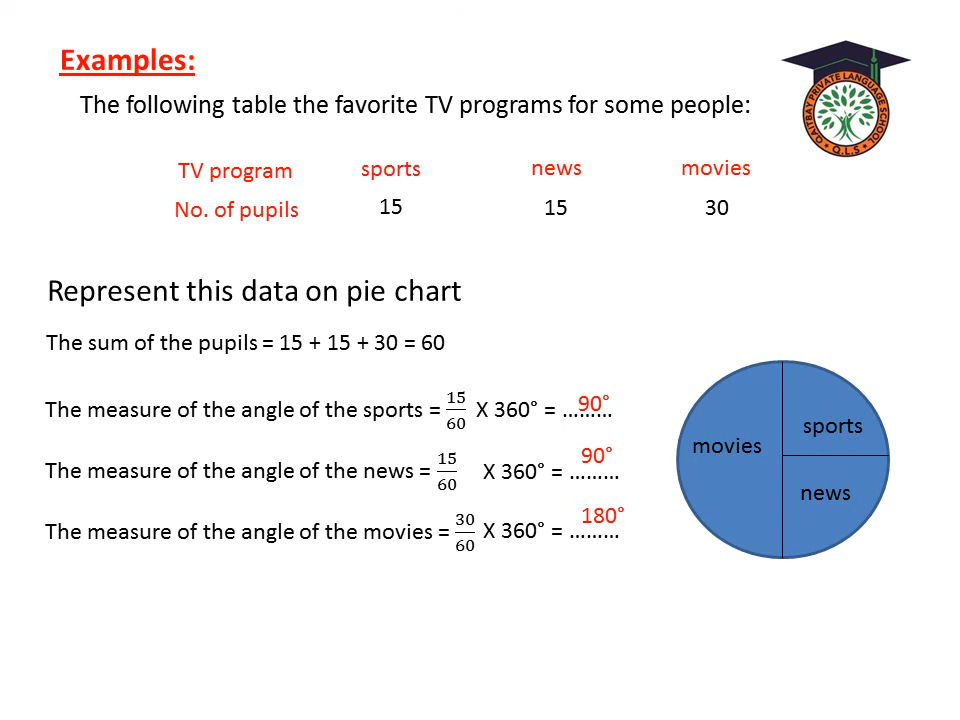 Examples:
The following table the favorite TV programs for some people:
QAITBAY PRIVATE LANGUAGE SCHOOL
Q.L.S
TV program sports news movies
No. of pupils 15 15 30
Represent this data on pie chart
The sum of the pupils = 15 + 15 + 30 = 60
The measure of the angle of the sports = 15/60 X 360° = ……… 90°
The measure of the angle of the news = 15/60 X 360° = ……… 90°
The measure of the angle of the movies = 30/60 X 360° = ……… 180°
movies
sports
news